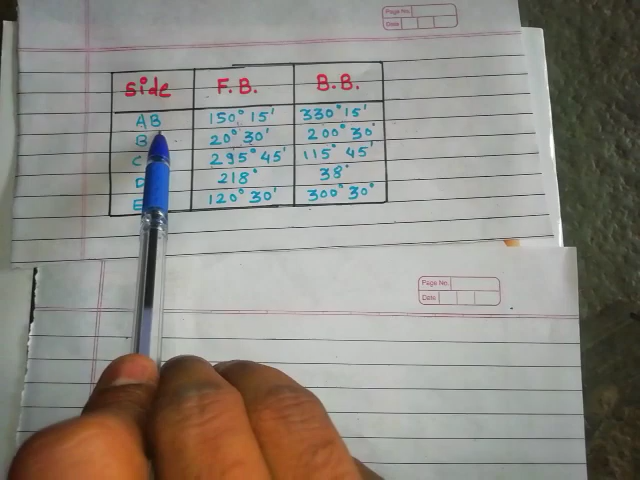 Page No.
Date
Side F.B. B.B.
AB 150° 15' 330° 15'
B 20° 30' 200° 30'
C 295° 45' 115° 45'
D 218° 38°
E 120° 30' 300° 30'
Page No.
Date